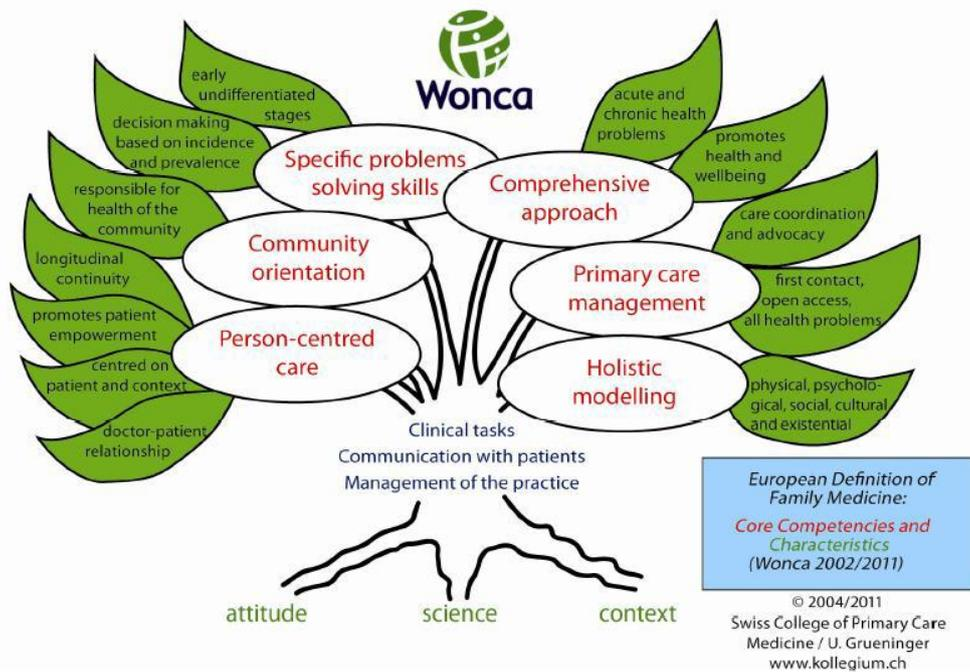 Wonca
early
undifferentiated
stages
decision making
based on incidence
and prevalence
responsible for
health of the
community
longitudinal
continuity
promotes patient
empowerment
centred on
patient and context
doctor-patient
relationship
Specific problems
solving skills
Community
orientation
Person-centred
care
Comprehensive
approach
Primary care
management
Holistic
modelling
acute and
chronic health
problems
promotes
health and
wellbeing
care coordination
and advocacy
first contact,
open access,
all health problems
physical, psycholo-
gical, social, cultural
and existential
Clinical tasks
Communication with patients
Management of the practice
attitude
science
context
European Definition of
Family Medicine:
Core Competencies and
Characteristics
(Wonca 2002/2011)
© 2004/2011
Swiss College of Primary Care
Medicine / U. Grueninger
www.kollegium.ch